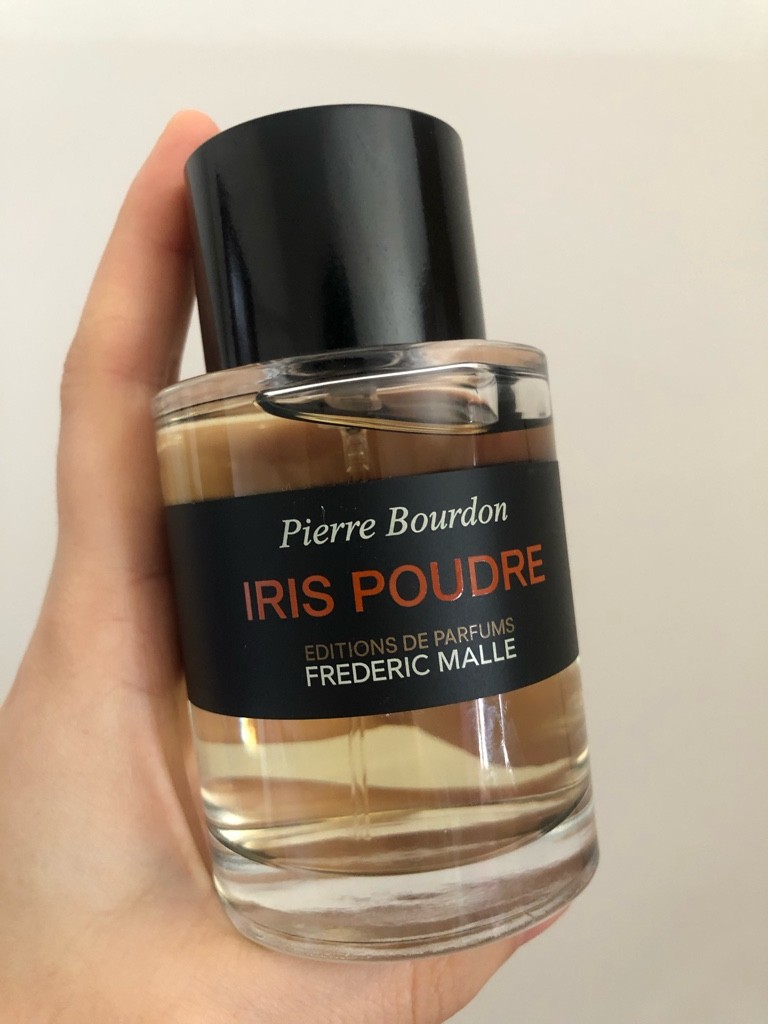 Pierre Bourdon
IRIS POUDRE
EDITIONS DE PARFUMS
FREDERIC MALLE